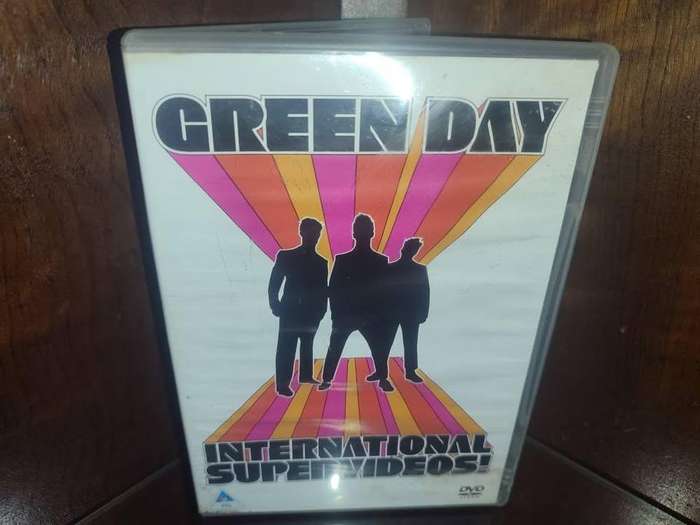 GREEN DAY
INTERNATIONAL
SUPERVIDEOS!
DVD